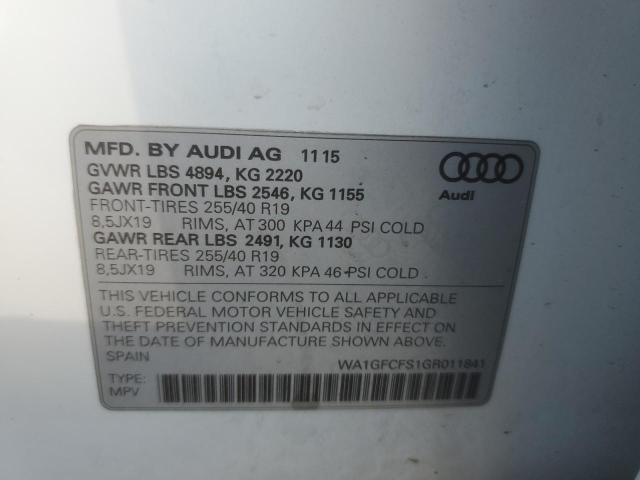 MFD. BY AUDI AG 11 15
GVWR LBS 4894, KG 2220
GAWR FRONT LBS 2546, KG 1155
FRONT-TIRES 255/40 R19
8,5JX19 RIMS, AT 300 KPA 44 PSI COLD
GAWR REAR LBS 2491, KG 1130
REAR-TIRES 255/40 R19
8,5JX19 RIMS, AT 320 KPA 46 PSI COLD
Audi
THIS VEHICLE CONFORMS TO ALL APPLICABLE
U.S. FEDERAL MOTOR VEHICLE SAFETY AND
THEFT PREVENTION STANDARDS IN EFFECT ON
THE DATE OF MANUFACTURE SHOWN ABOVE.
SPAIN WA1GFCFS1GR011841
TYPE:
MPV